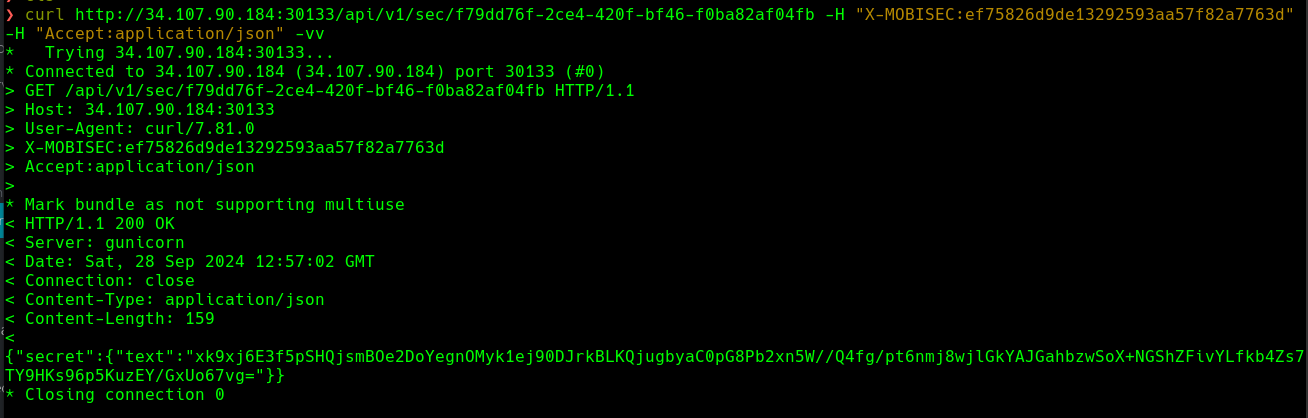 ❯ curl http://34.107.90.184:30133/api/v1/sec/f79dd76f-2ce4-420f-bf46-f0ba82af04fb -H "X-MOBISEC:ef75826d9de13292593aa57f82a7763d"
-H "Accept:application/json" -vv
*   Trying 34.107.90.184:30133...
* Connected to 34.107.90.184 (34.107.90.184) port 30133 (#0)
> GET /api/v1/sec/f79dd76f-2ce4-420f-bf46-f0ba82af04fb HTTP/1.1
> Host: 34.107.90.184:30133
> User-Agent: curl/7.81.0
> X-MOBISEC:ef75826d9de13292593aa57f82a7763d
> Accept:application/json
>
* Mark bundle as not supporting multiuse
< HTTP/1.1 200 OK
< Server: gunicorn
< Date: Sat, 28 Sep 2024 12:57:02 GMT
< Connection: close
< Content-Type: application/json
< Content-Length: 159
<
{"secret":{"text":"xk9xj6E3f5pSHQjsmBOe2DoYegnOMyk1ej90DJrkBLKQjugbyaC0pG8Pb2xn5W//Q4fg/pt6nmj8wjlGkYAJGahbzwSoX+NGShZFivYLfkb4Zs7
TY9HKs96p5KuzEY/GxUo67vg="}}
* Closing connection 0